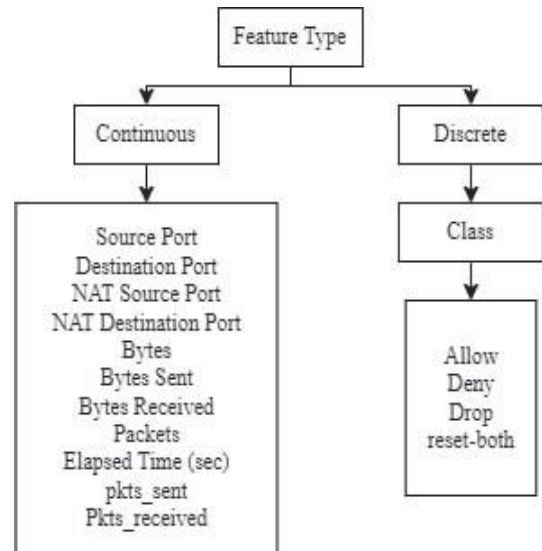 Feature Type
Continuous
Discrete
Source Port
Destination Port
NAT Source Port
NAT Destination Port
Bytes
Bytes Sent
Bytes Received
Packets
Elapsed Time (sec)
pkts_sent
Pkts_received
Class
Allow
Deny
Drop
reset-both